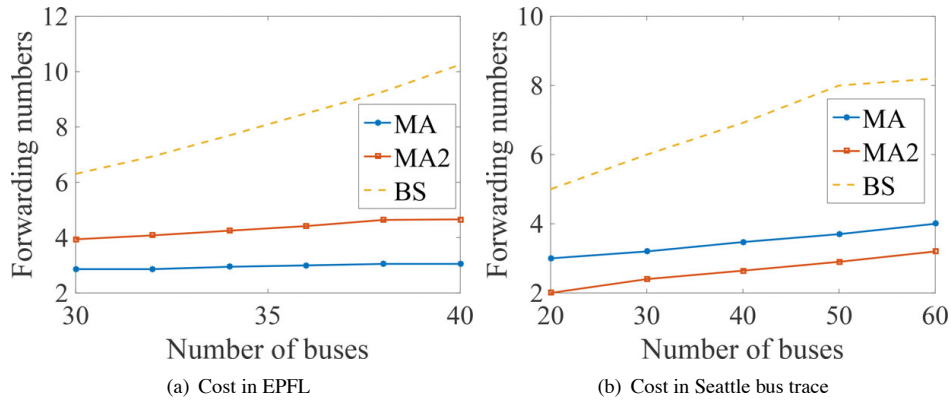 12
10
8
6
4
2
30
35
40
Forwarding numbers
Number of buses
MA
MA2
BS
(a) Cost in EPFL
10
8
6
4
2
20
30
40
50
60
Forwarding numbers
Number of buses
MA
MA2
BS
(b) Cost in Seattle bus trace